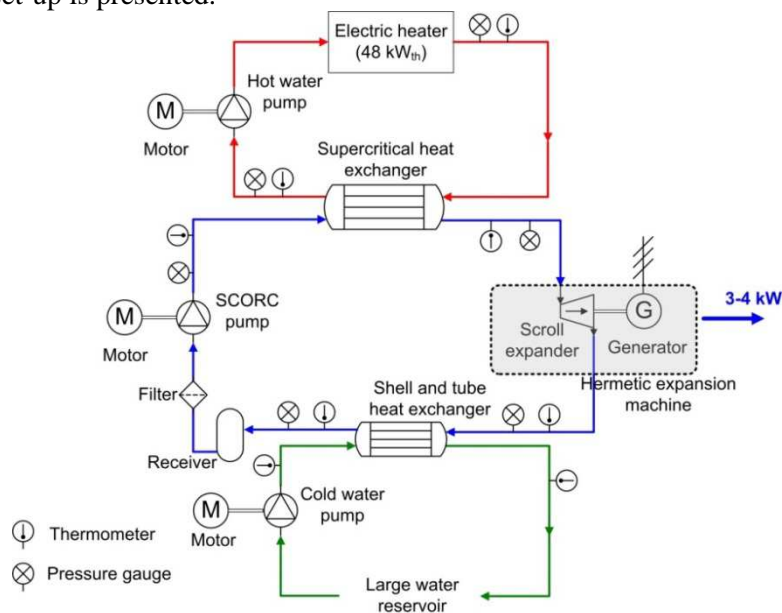 set-up is presented.
Electric heater
(48 kWth)
Hot water
pump
M
Motor
Supercritical heat
exchanger
SCORC
pump
M
Motor
3-4 kW
G
Scroll
expander
Generator
Hermetic expansion
machine
Filter
Shell and tube
heat exchanger
Receiver
M
Cold water
pump
Motor
Thermometer
Pressure gauge
Large water
reservoir